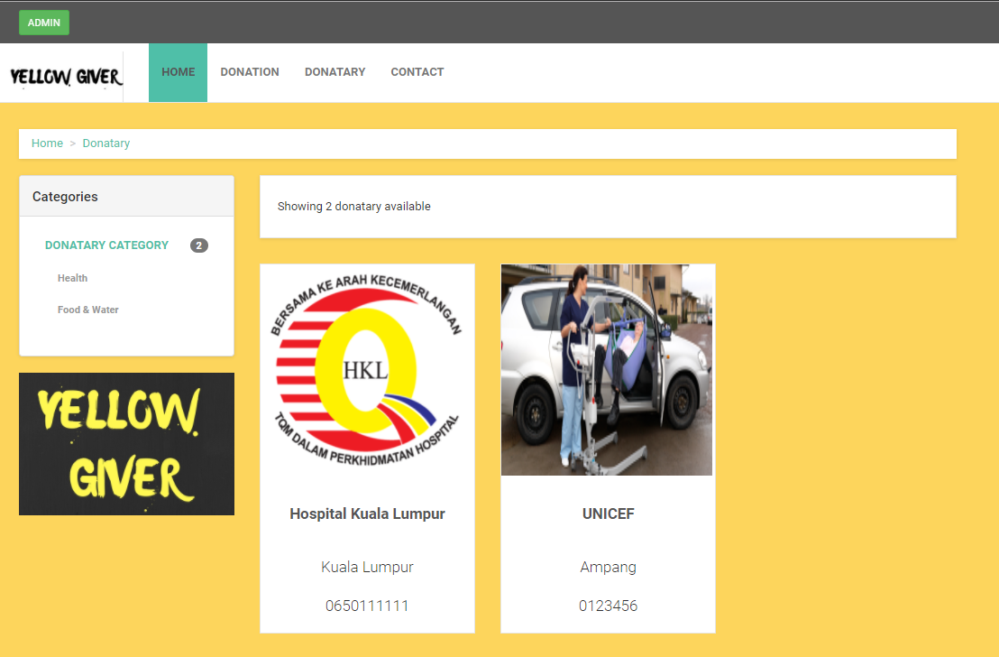 ADMIN
YELLOW GIVER
HOME DONATION DONATARY CONTACT
Home > Donatary
Categories
DONATARY CATEGORY 2
Health
Food & Water
YELLOW
GIVER
Showing 2 donatary available
BERSAMA KE ARAH KECEMERLANGAN
HKL
TQM DALAM PERKHIDMATAN HOSPITAL
Hospital Kuala Lumpur
Kuala Lumpur
0650111111
UNICEF
Ampang
0123456